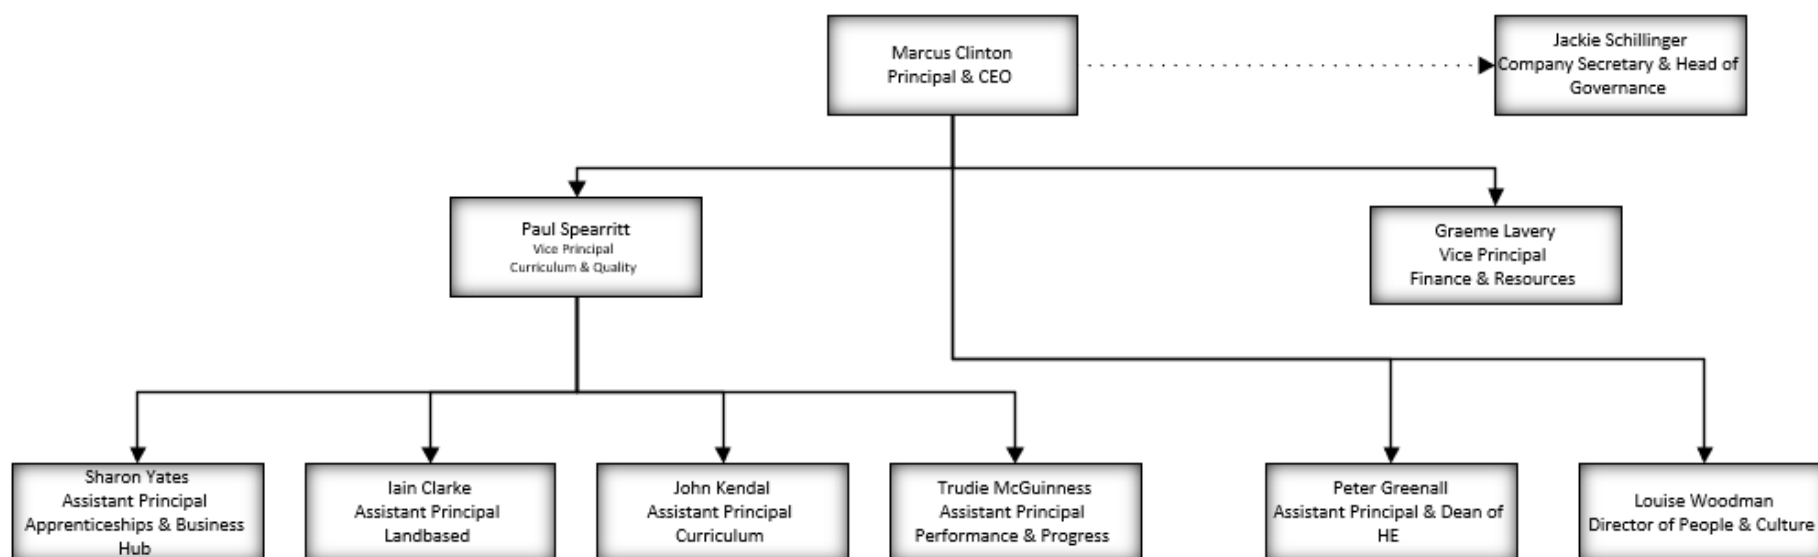 Marcus Clinton
Principal & CEO
Jackie Schillinger
Company Secretary & Head of
Governance
Paul Spearritt
Vice Principal
Curriculum & Quality
Graeme Lavery
Vice Principal
Finance & Resources
Sharon Yates
Assistant Principal
Apprenticeships & Business
Hub
Iain Clarke
Assistant Principal
Landbased
John Kendal
Assistant Principal
Curriculum
Trudie McGuinness
Assistant Principal
Performance & Progress
Peter Greenall
Assistant Principal & Dean of
HE
Louise Woodman
Director of People & Culture